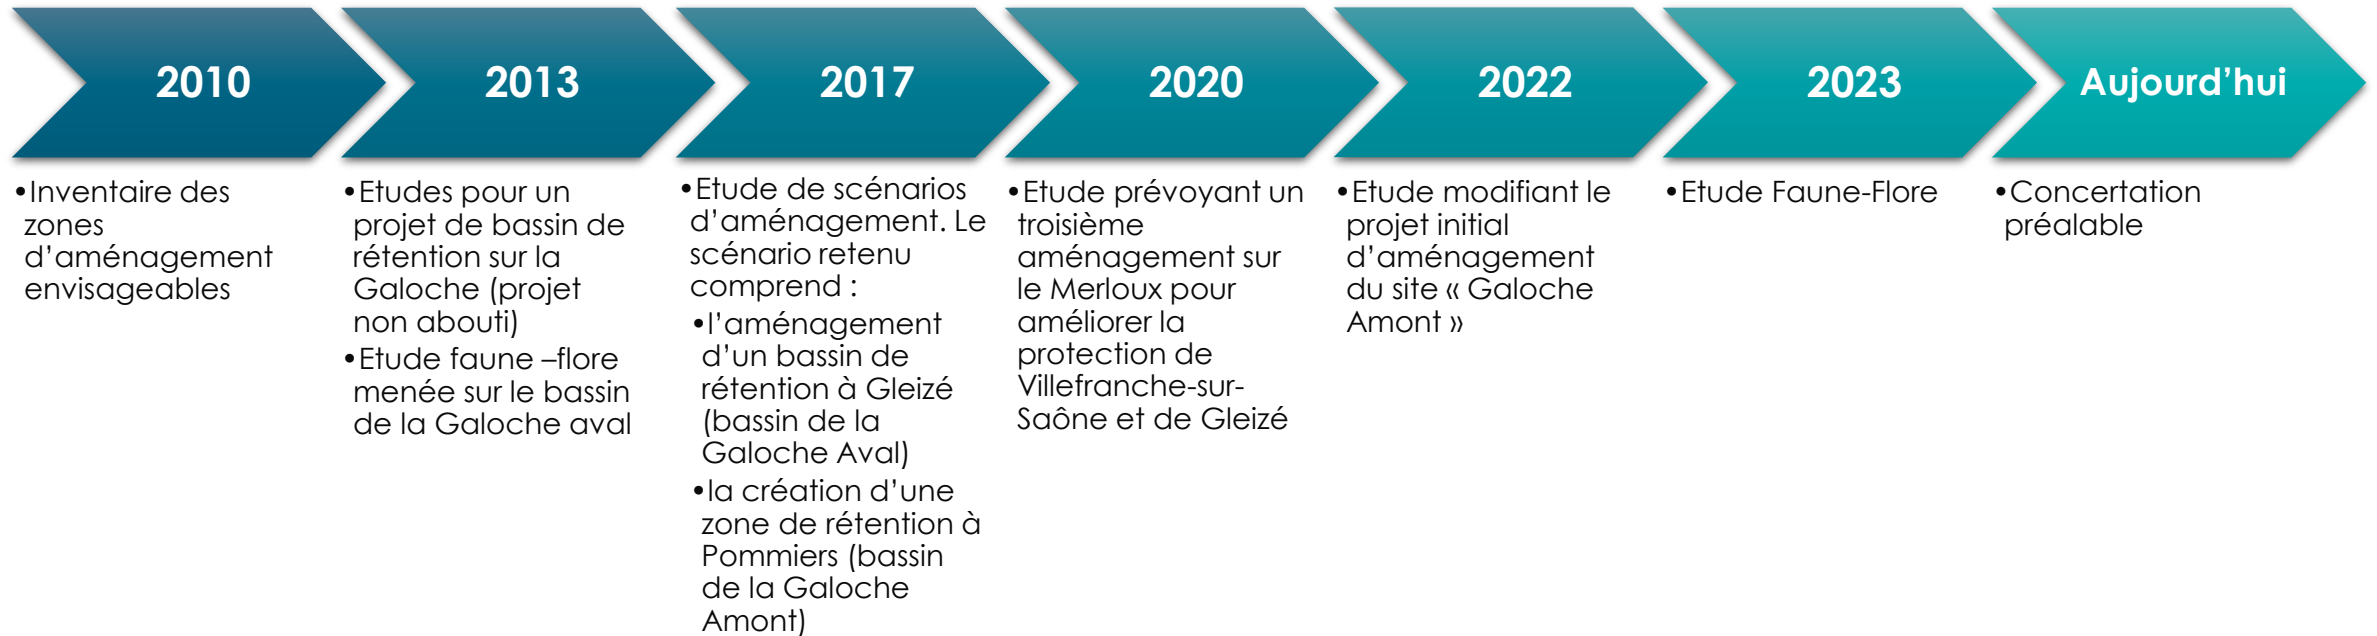 2010
•Inventaire des
zones
d’aménagement
envisageables
2013
•Etudes pour un
projet de bassin de
rétention sur la
Galoche (projet
non abouti)
•Etude faune –flore
menée sur le bassin
de la Galoche aval
2017
•Etude de scénarios
d’aménagement. Le
scénario retenu
comprend :
•l’aménagement
d’un bassin de
rétention à Gleizé
(bassin de la
Galoche Aval)
•la création d’une
zone de rétention à
Pommiers (bassin
de la Galoche
Amont)
2020
•Etude prévoyant un
troisième
aménagement sur
le Merloux pour
améliorer la
protection de
Villefranche-sur-
Saône et de Gleizé
2022
•Etude modifiant le
projet initial
d’aménagement
du site « Galoche
Amont »
2023
•Etude Faune-Flore
Aujourd’hui
•Concertation
préalable